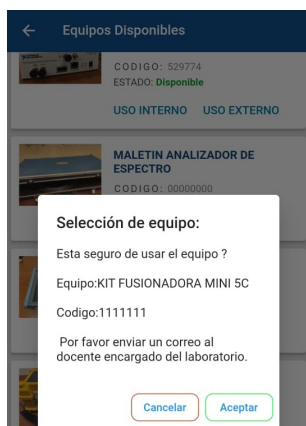 Equipos Disponibles
CODIGO: 529774
ESTADO: Disponible
USO INTERNO USO EXTERNO
MALETIN ANALIZADOR DE
ESPECTRO
CODIGO: 00000000
Selección de equipo:
Esta seguro de usar el equipo ?
Equipo:KIT FUSIONADORA MINI 5C
Codigo:1111111
Por favor enviar un correo al
docente encargado del laboratorio.
Cancelar Aceptar